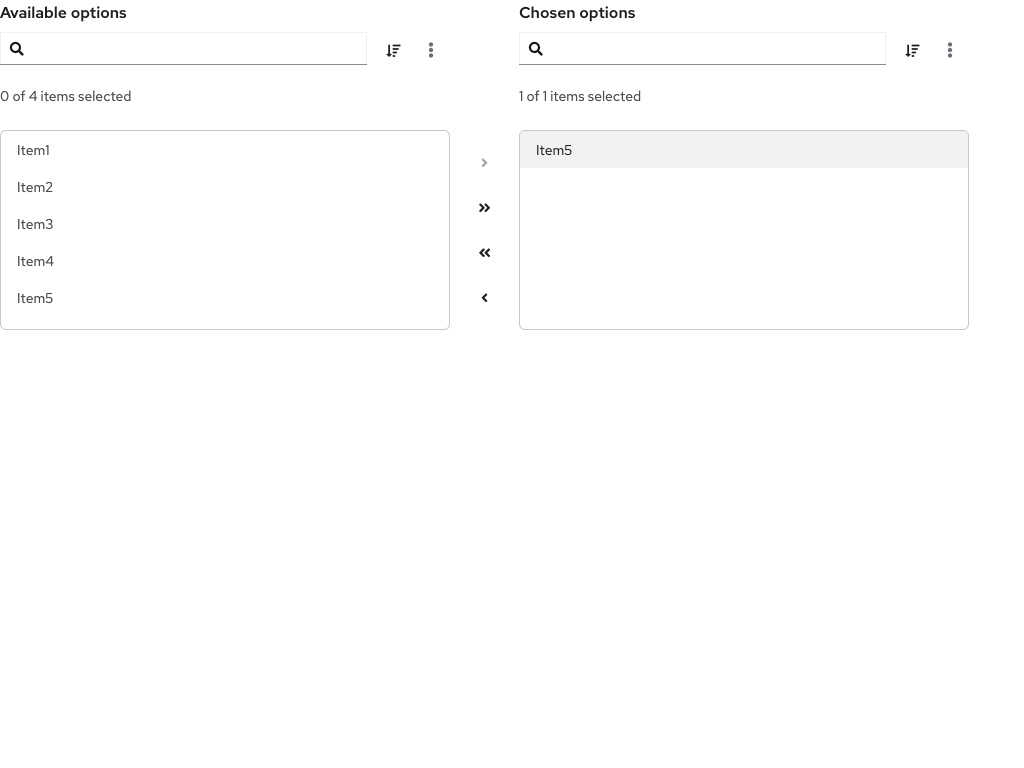 Available options
0 of 4 items selected
Item1
Item2
Item3
Item4
Item5
Chosen options
1 of 1 items selected
Item5